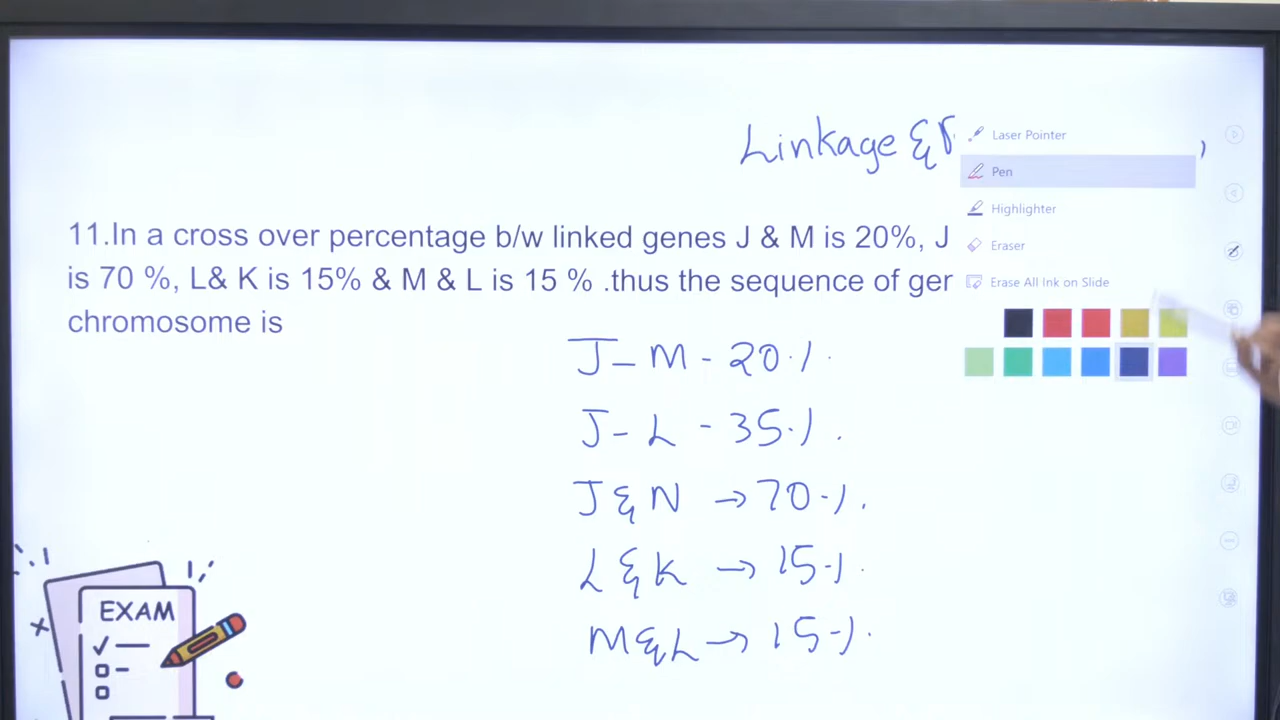 Linkage &
Laser Pointer
Pen
Highlighter
Eraser
Erase All Ink on Slide
11.In a cross over percentage b/w linked genes J & M is 20%, J
is 70 %, L& K is 15% & M & L is 15 % .thus the sequence of ger
chromosome is
J - M - 20%.
J - L - 35%.
J & N → 70%.
L & K → 15%.
M & L → 15%.
EXAM